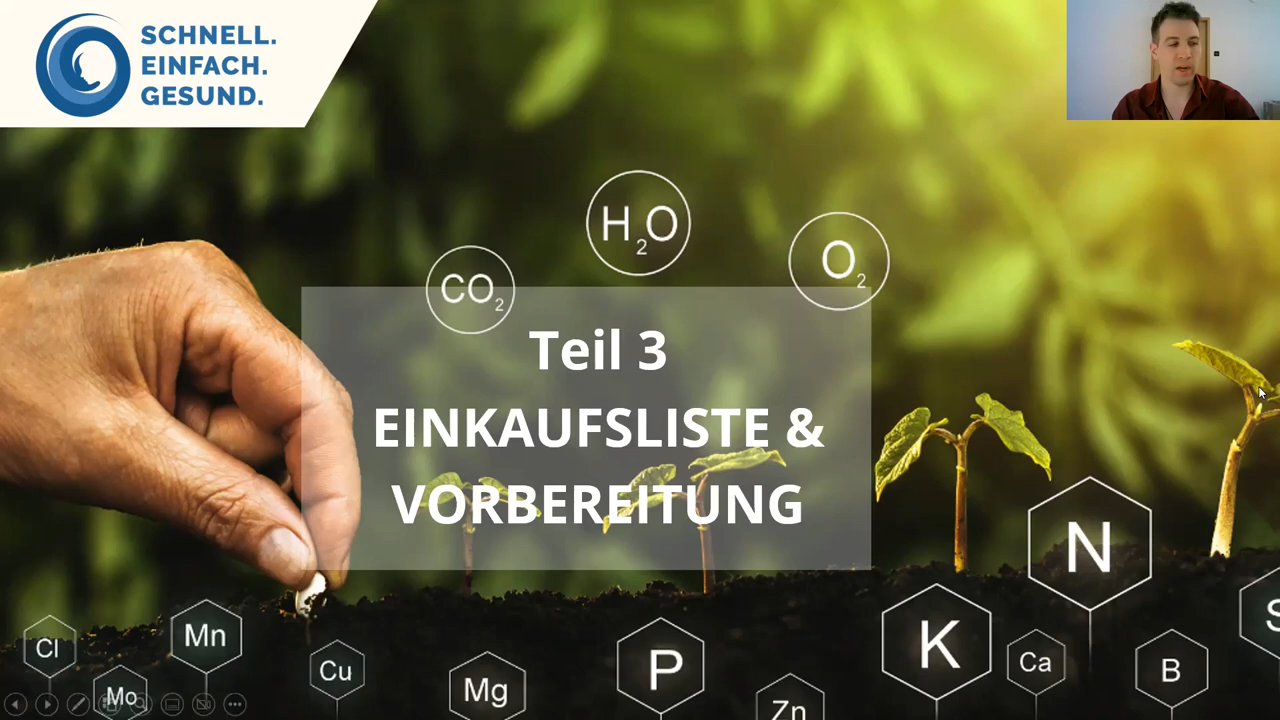 SCHNELL.
EINFACH.
GESUND.
CO2
H2O
O2
Teil 3
EINKAUFSLISTE &
VORBEREITUNG
N
Cl
Mn
Mo
Cu
Mg
P
Zn
K
Ca
B
S